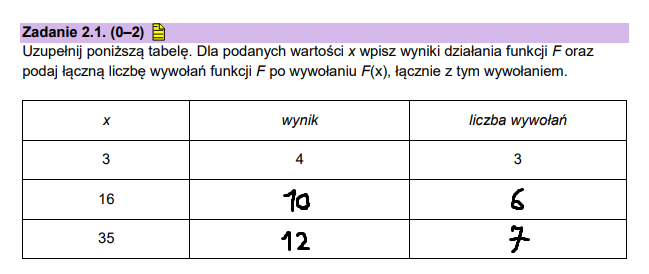 Zadanie 2.1. (0–2)
Uzupełnij poniższą tabelę. Dla podanych wartości x wpisz wyniki działania funkcji F oraz
podaj łączną liczbę wywołań funkcji F po wywołaniu F(x), łącznie z tym wywołaniem.
x wynik liczba wywołań
3 4 3
16 10 6
35 12 7